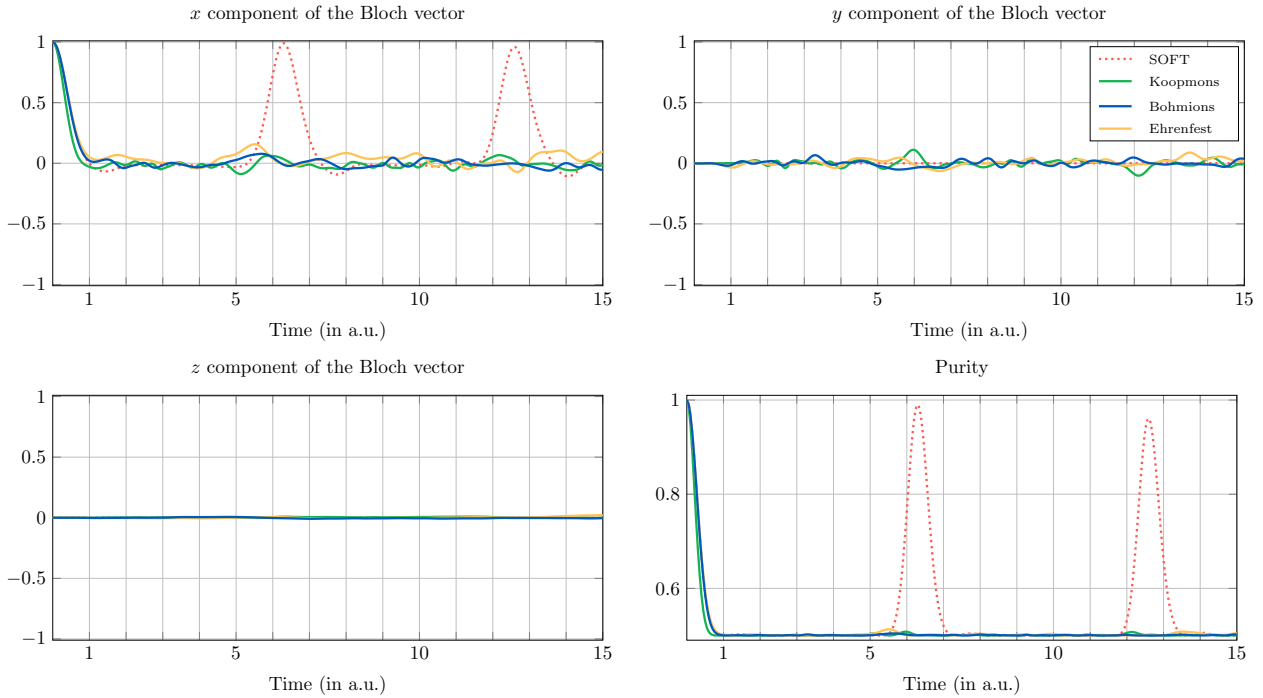 x component of the Bloch vector
1
0.5
0
−0.5
−1
1
5
10
15
Time (in a.u.)
y component of the Bloch vector
SOFT
Koopmons
Bohmions
Ehrenfest
1
0.5
0
−0.5
−1
1
5
10
15
Time (in a.u.)
z component of the Bloch vector
1
0.5
0
−0.5
−1
1
5
10
15
Time (in a.u.)
Purity
1
0.8
0.6
1
5
10
15
Time (in a.u.)